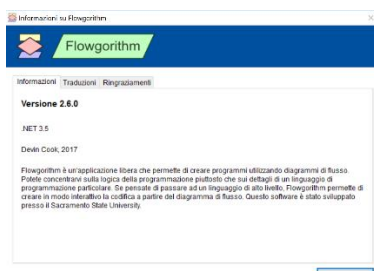 Informazioni su Flowgorithm
Flowgorithm
Informazioni Traduzioni Ringraziamenti
Versione 2.6.0
.NET 3.5
Devin Cook, 2017
Flowgorithm è un'applicazione libera che permette di creare programmi utilizzando diagrammi di flusso.
Potete concentrarvi sulla logica della programmazione piuttosto che sui dettagli di un linguaggio di
programmazione particolare. Se pensate di passare ad un linguaggio di alto livello, Flowgorithm permette di
creare in modo interattivo la codifica a partire del diagramma di flusso. Questo software è stato sviluppato
presso il Sacramento State University.